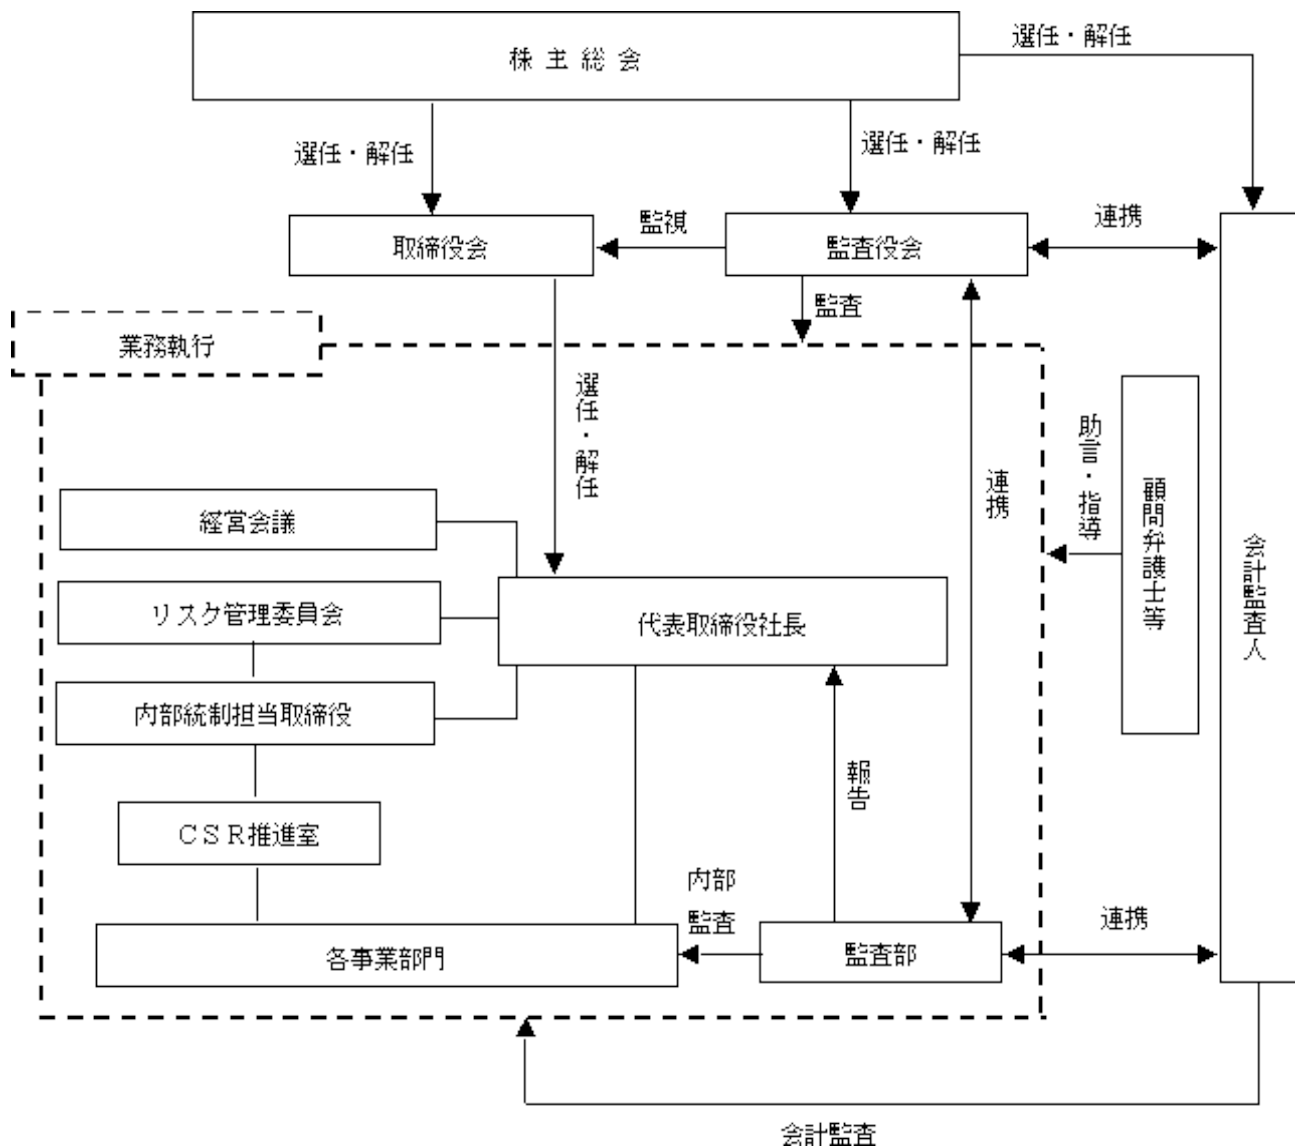 株主総会
選任・解任
選任・解任
選任・解任
取締役会
監視
監査役会
連携
監査
業務執行
選任・解任
連携
助言・指導
顧問弁護士等
会計監査人
経営会議
リスク管理委員会
代表取締役社長
内部統制担当取締役
報告
CSR推進室
内部
監査
各事業部門
監査部
連携
会計監査